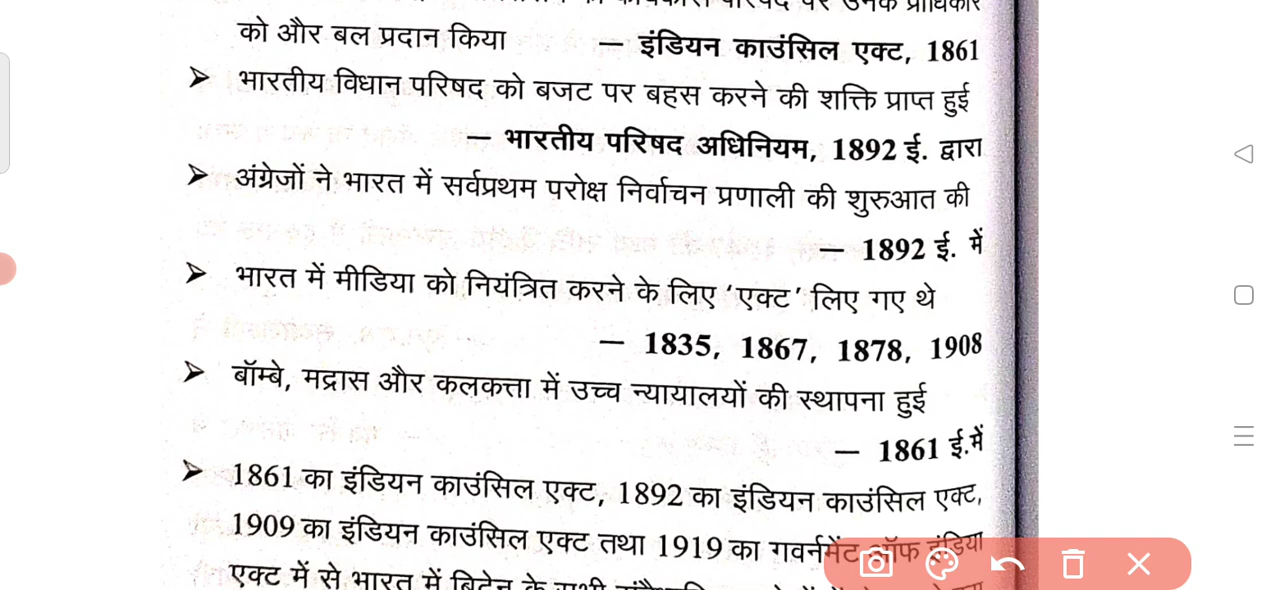 को और बल प्रदान किया — इंडियन काउंसिल एक्ट, 1861
➤ भारतीय विधान परिषद को बजट पर बहस करने की शक्ति प्राप्त हुई
— भारतीय परिषद अधिनियम, 1892 ई. द्वारा
➤ अंग्रेजों ने भारत में सर्वप्रथम परोक्ष निर्वाचन प्रणाली की शुरुआत की
— 1892 ई. में
➤ भारत में मीडिया को नियंत्रित करने के लिए ‘एक्ट’ लिए गए थे
— 1835, 1867, 1878, 1908
➤ बॉम्बे, मद्रास और कलकत्ता में उच्च न्यायालयों की स्थापना हुई
— 1861 ई.में
➤ 1861 का इंडियन काउंसिल एक्ट, 1892 का इंडियन काउंसिल एक्ट,
1909 का इंडियन काउंसिल एक्ट तथा 1919 का गवर्नमेंट ऑफ इंडिया
एक्ट में से भारत में ब्रिटेन के